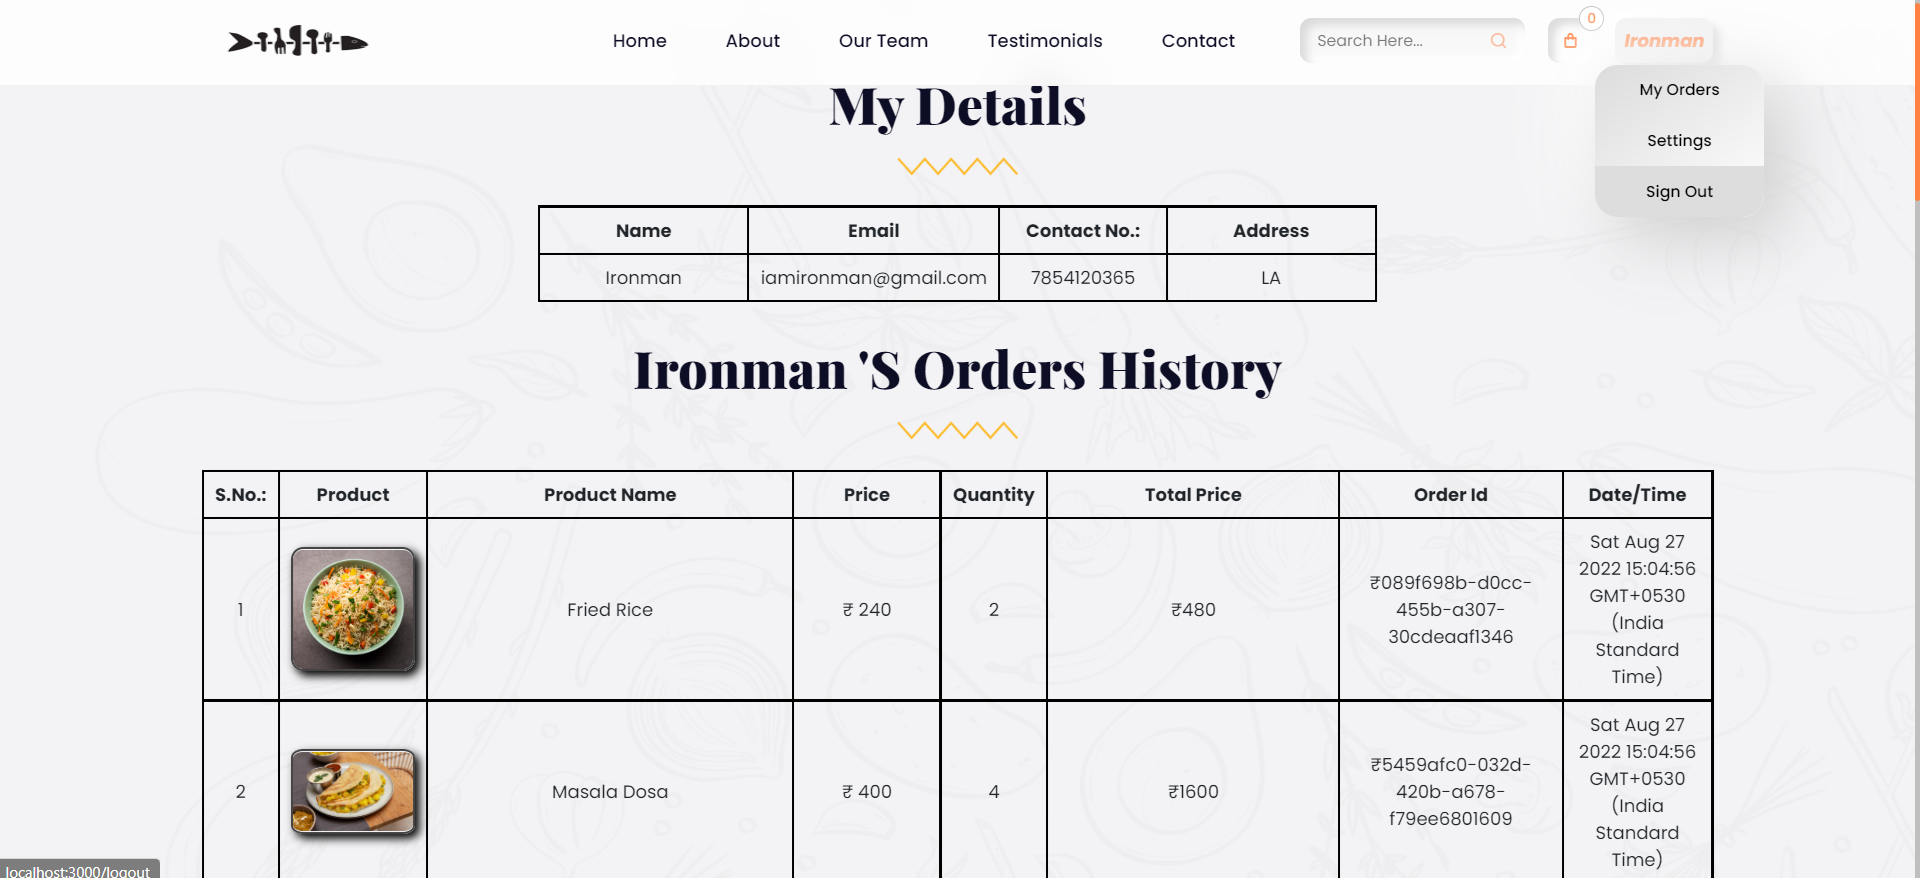 Home About Our Team Testimonials Contact Search Here... 0 Ironman
My Orders
Settings
Sign Out
My Details
Name Email Contact No.: Address
Ironman iamironman@gmail.com 7854120365 LA
Ironman 'S Orders History
S.No.: Product Product Name Price Quantity Total Price Order Id Date/Time
1 Fried Rice ₹ 240 2 ₹480
₹089f698b-d0cc-
455b-a307-
30cdeaaf1346
Sat Aug 27
2022 15:04:56
GMT+0530
(India
Standard
Time)
2 Masala Dosa ₹ 400 4 ₹1600
₹5459afc0-032d-
420b-a678-
f79ee6801609
Sat Aug 27
2022 15:04:56
GMT+0530
(India
Standard
Time)
localhost:3000/logout